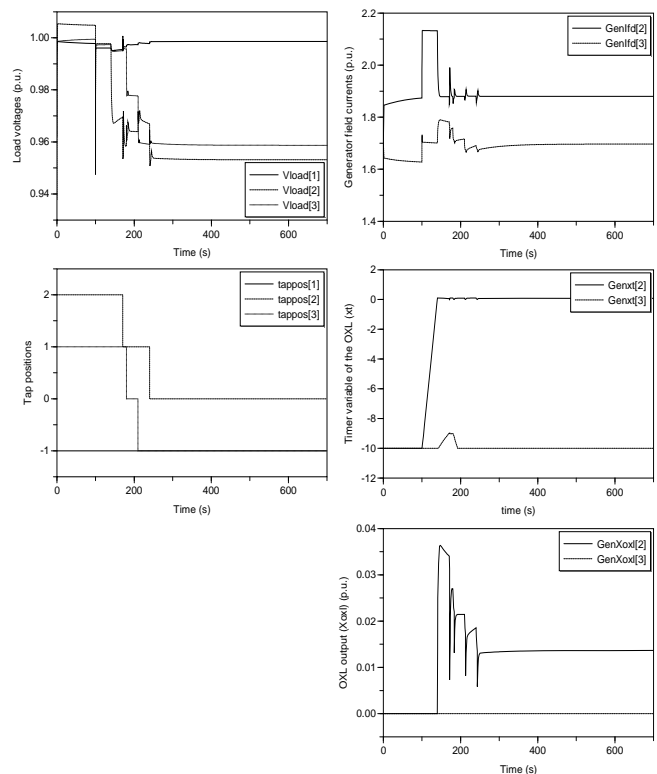 1.00
0.98
0.96
0.94
0
200
400
600
Load voltages (p.u.)
Time (s)
Vload[1]
Vload[2]
Vload[3]
2.2
2.0
1.8
1.6
1.4
0
200
400
600
Generator field currents (p.u.)
Time (s)
GenIfd[2]
GenIfd[3]
2
1
0
-1
0
200
400
600
Tap positions
Time (s)
tappos[1]
tappos[2]
tappos[3]
2
0
-2
-4
-6
-8
-10
-12
0
200
400
600
Timer variable of the OXL (xt)
time (s)
Genxt[2]
Genxt[3]
0.04
0.03
0.02
0.01
0.00
0
200
400
600
OXL output (Xoxl) (p.u.)
Time (s)
GenXoxl[2]
GenXoxl[3]